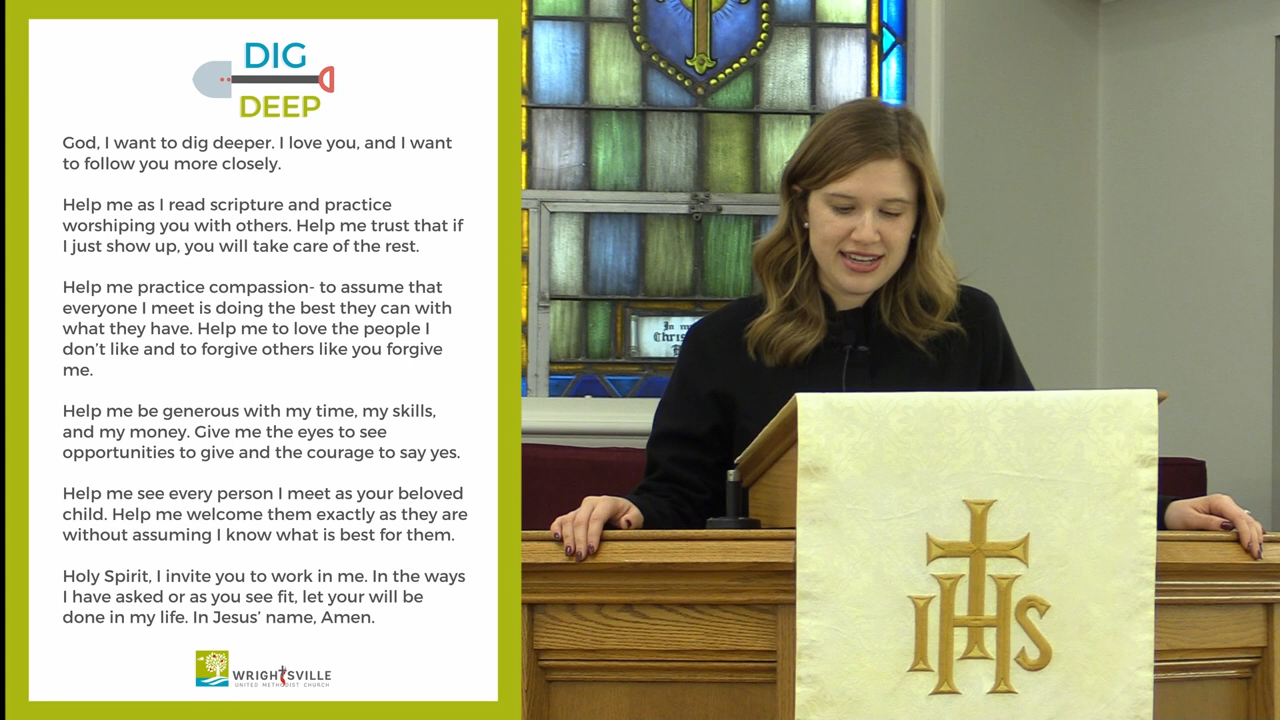 DIG
DEEP
God, I want to dig deeper. I love you, and I want
to follow you more closely.
Help me as I read scripture and practice
worshiping you with others. Help me trust that if
I just show up, you will take care of the rest.
Help me practice compassion- to assume that
everyone I meet is doing the best they can with
what they have. Help me to love the people I
don't like and to forgive others like you forgive
me.
Help me be generous with my time, my skills,
and my money. Give me the eyes to see
opportunities to give and the courage to say yes.
Help me see every person I meet as your beloved
child. Help me welcome them exactly as they are
without assuming I know what is best for them.
Holy Spirit, I invite you to work in me. In the ways
I have asked or as you see fit, let your will be
done in my life. In Jesus' name, Amen.
WRIGHTSVILLE
UNITED METHODIST CHURCH
In
Chris
IHS